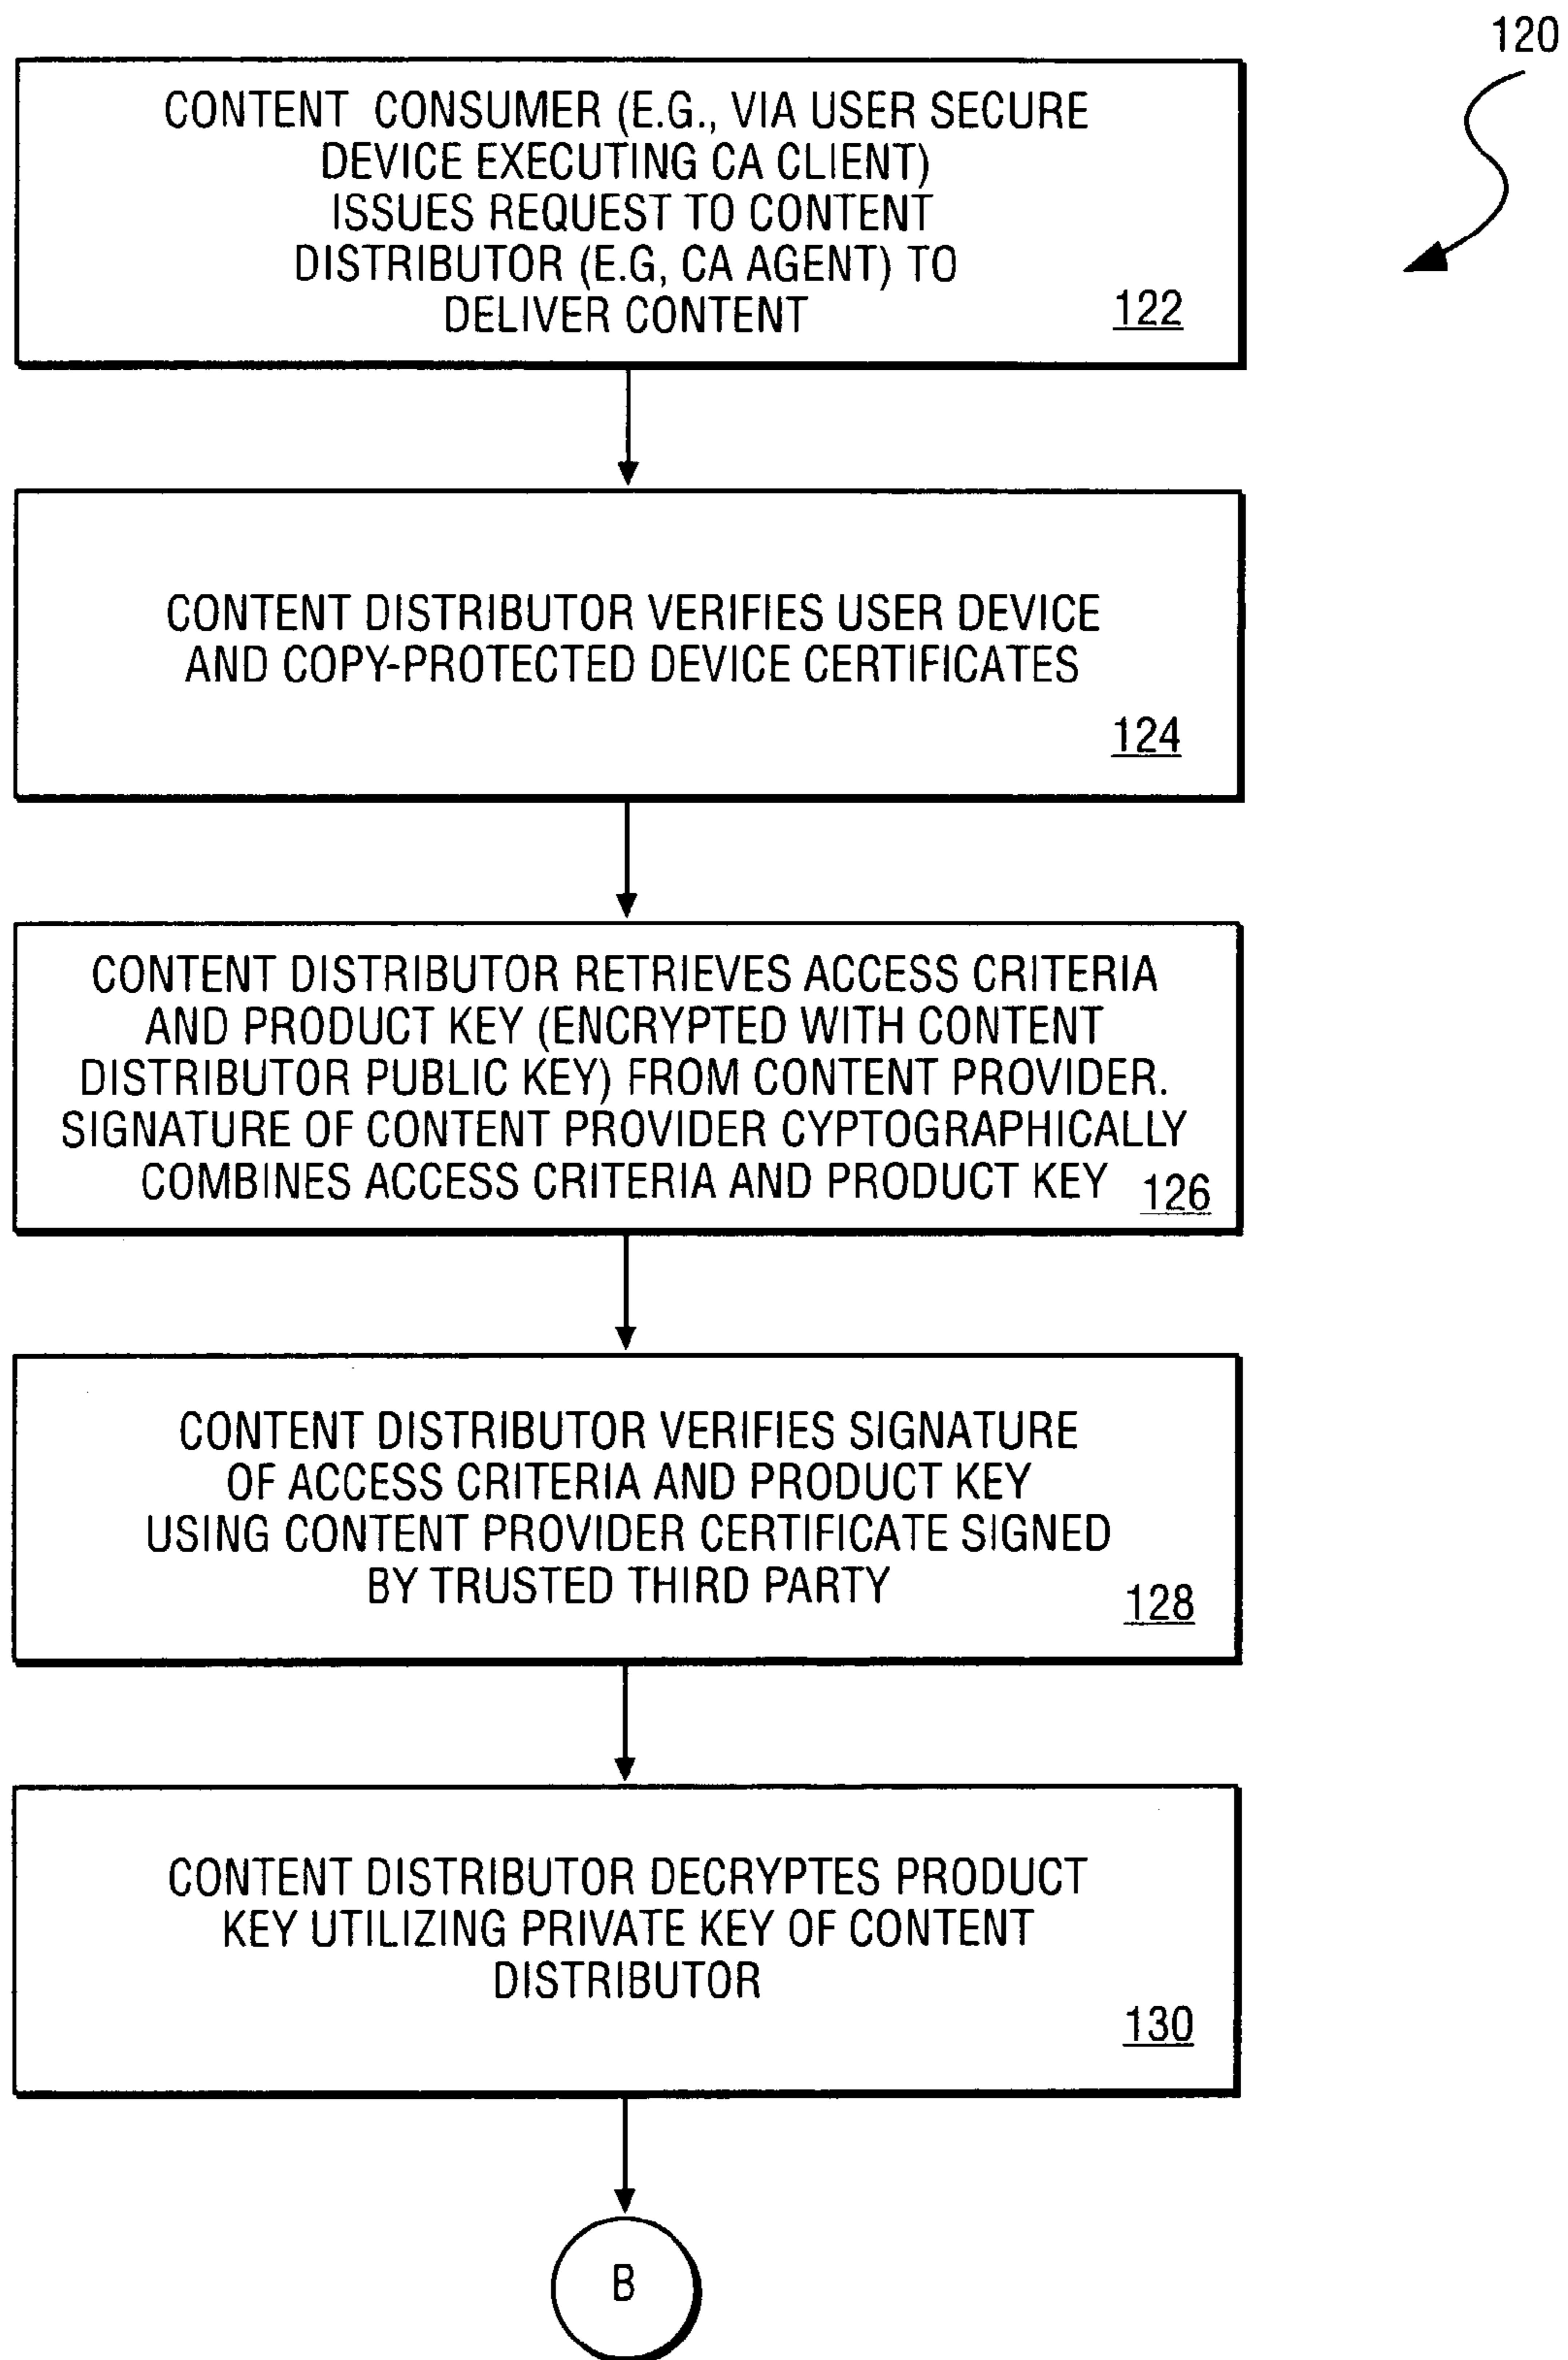 120
CONTENT CONSUMER (E.G., VIA USER SECURE
DEVICE EXECUTING CA CLIENT)
ISSUES REQUEST TO CONTENT
DISTRIBUTOR (E.G, CA AGENT) TO
DELIVER CONTENT
122
CONTENT DISTRIBUTOR VERIFIES USER DEVICE
AND COPY-PROTECTED DEVICE CERTIFICATES
124
CONTENT DISTRIBUTOR RETRIEVES ACCESS CRITERIA
AND PRODUCT KEY (ENCRYPTED WITH CONTENT
DISTRIBUTOR PUBLIC KEY) FROM CONTENT PROVIDER.
SIGNATURE OF CONTENT PROVIDER CYPTOGRAPHICALLY
COMBINES ACCESS CRITERIA AND PRODUCT KEY 126
CONTENT DISTRIBUTOR VERIFIES SIGNATURE
OF ACCESS CRITERIA AND PRODUCT KEY
USING CONTENT PROVIDER CERTIFICATE SIGNED
BY TRUSTED THIRD PARTY
128
CONTENT DISTRIBUTOR DECRYPTES PRODUCT
KEY UTILIZING PRIVATE KEY OF CONTENT
DISTRIBUTOR
130
B